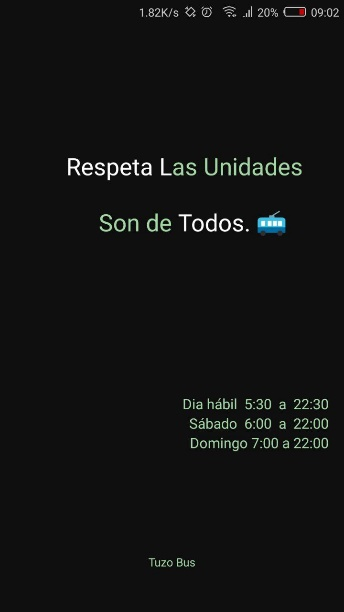 1.82K/s 20% 09:02
Respeta Las Unidades
Son de Todos. 🚋
Dia hábil 5:30 a 22:30
Sábado 6:00 a 22:00
Domingo 7:00 a 22:00
Tuzo Bus